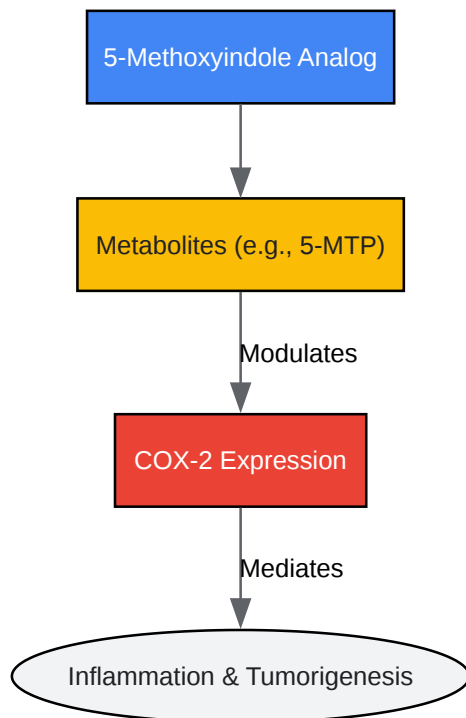 5-Methoxyindole Analog
Metabolites (e.g., 5-MTP)
Modulates
COX-2 Expression
Mediates
Inflammation & Tumorigenesis